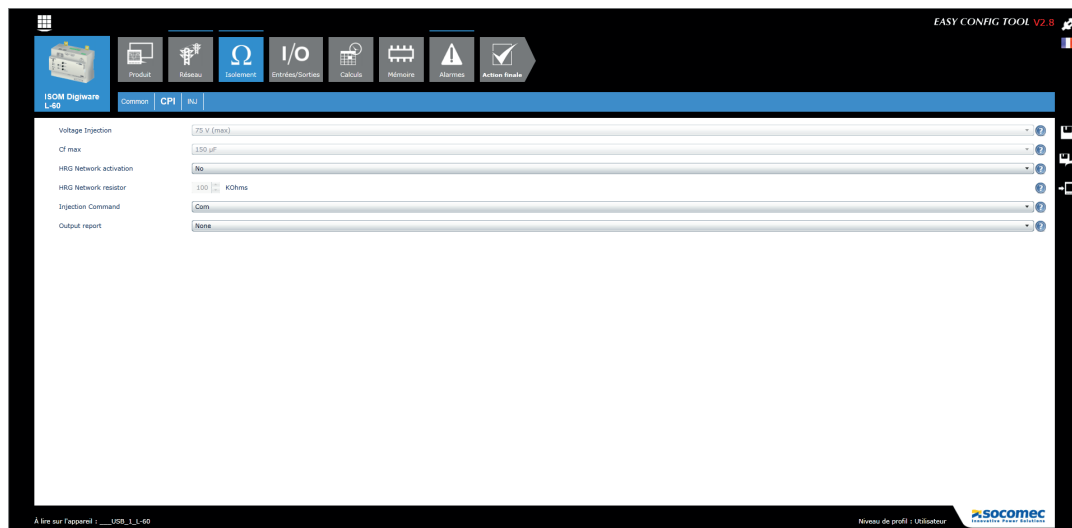 EASY CONFIG TOOL V2.8
Produit
Réseau
Ω
Isolement
I/O
Entrées/Sorties
Calculs
Mémoire
Alarmes
Action finale
ISOM Digiware
L-60
Common
CPI
INJ
Voltage Injection
75 V (max)
Cf max
150 µF
HRG Network activation
No
HRG Network resistor
100
KOhms
Injection Command
Com
Output report
None
À lire sur l'appareil : ___USB_1_L-60
Niveau de profil : Utilisateur
socomec
Innovative Power Solutions